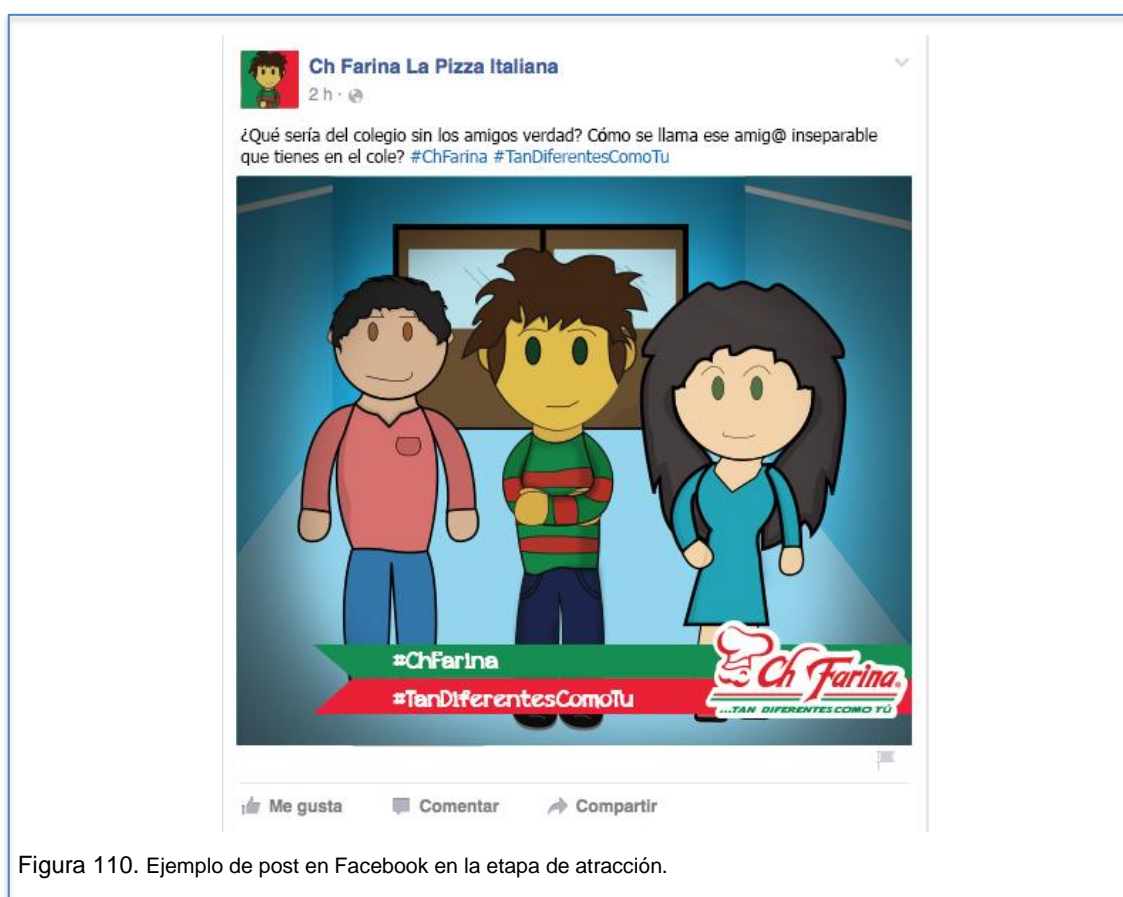 Ch Farina La Pizza Italiana
2 h ·
¿Qué sería del colegio sin los amigos verdad? Cómo se llama ese amig@ inseparable
que tienes en el cole? #ChFarina #TanDiferentesComoTu
#ChFarina
#TanDiferentesComoTu
Ch Farina.
...TAN DIFERENTES COMO TÚ
Me gusta Comentar Compartir
Figura 110. Ejemplo de post en Facebook en la etapa de atracción.